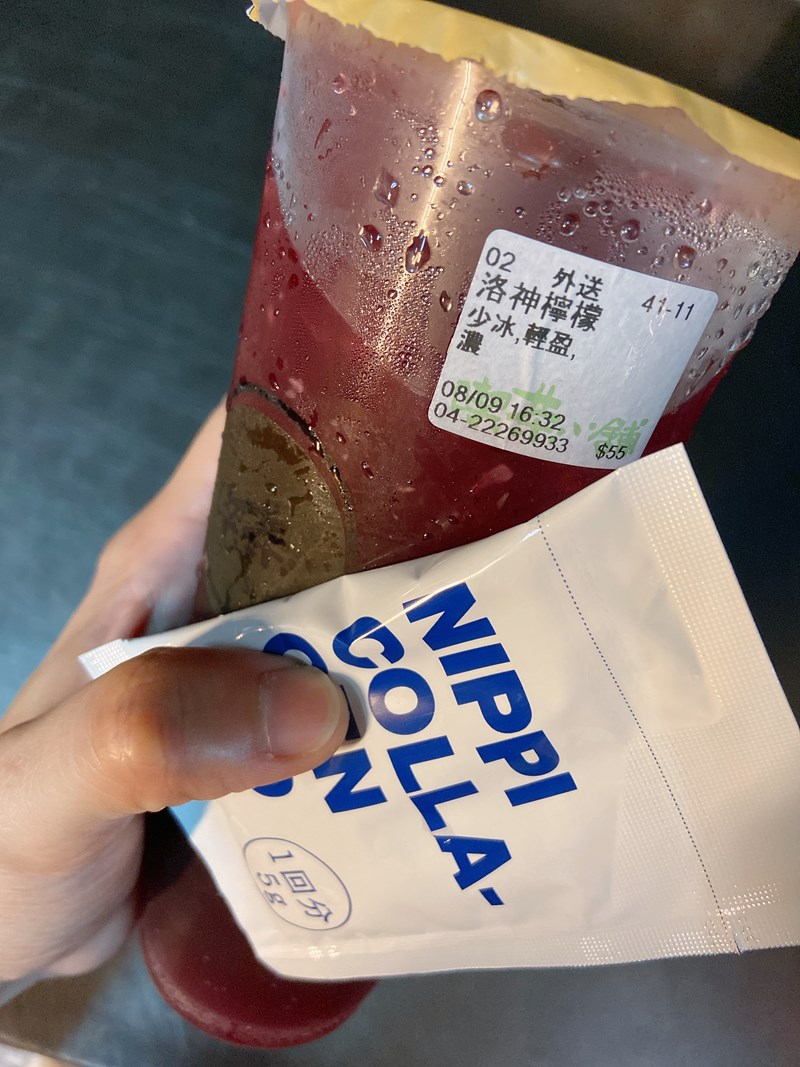 02 外送 41-11
洛神檸檬
少冰,輕盈,
濃
08/09 16:32
04-22269933 $55
NIPPI
COLLA-
1回分
5g